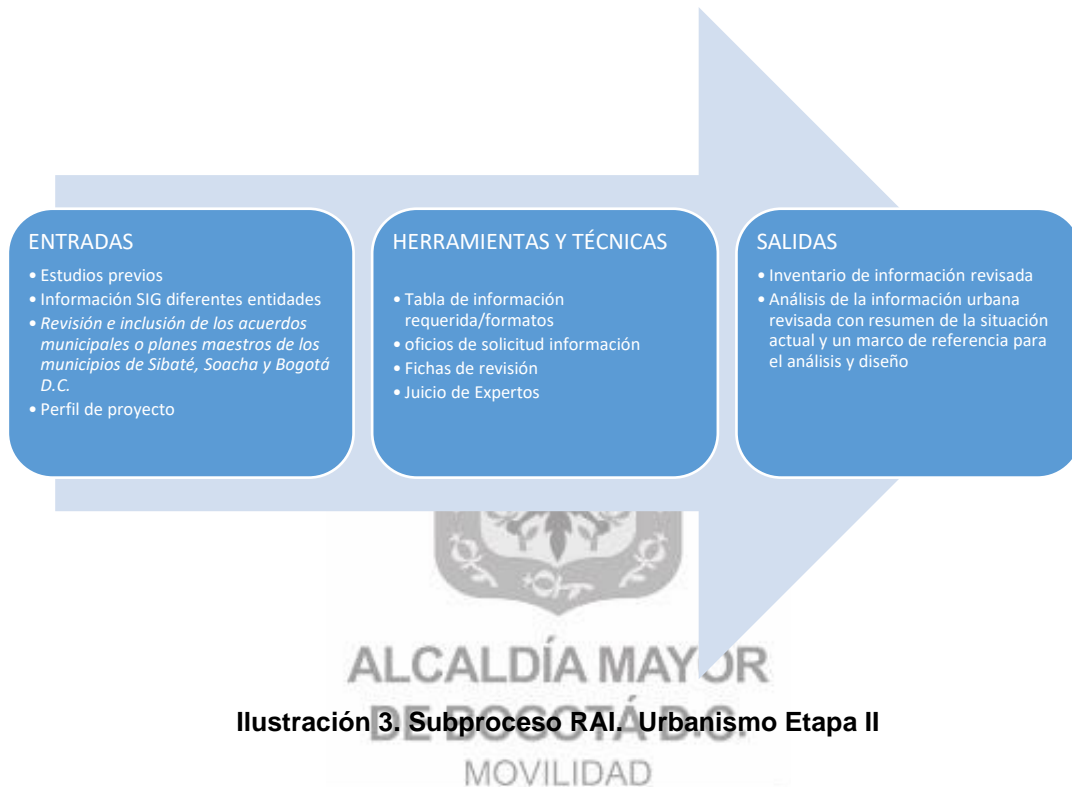 ENTRADAS
• Estudios previos
• Información SIG diferentes entidades
• Revisión e inclusión de los acuerdos
municipales o planes maestros de los
municipios de Sibaté, Soacha y Bogotá
D.C.
• Perfil de proyecto
HERRAMIENTAS Y TÉCNICAS
• Tabla de información
requerida/formatos
• oficios de solicitud información
• Fichas de revisión
• Juicio de Expertos
SALIDAS
• Inventario de información revisada
• Análisis de la información urbana
revisada con resumen de la situación
actual y un marco de referencia para
el análisis y diseño
ALCALDÍA MAYOR
DE BOGOTÁ D.C.
Ilustración 3. Subproceso RAI. Urbanismo Etapa II
MOVILIDAD